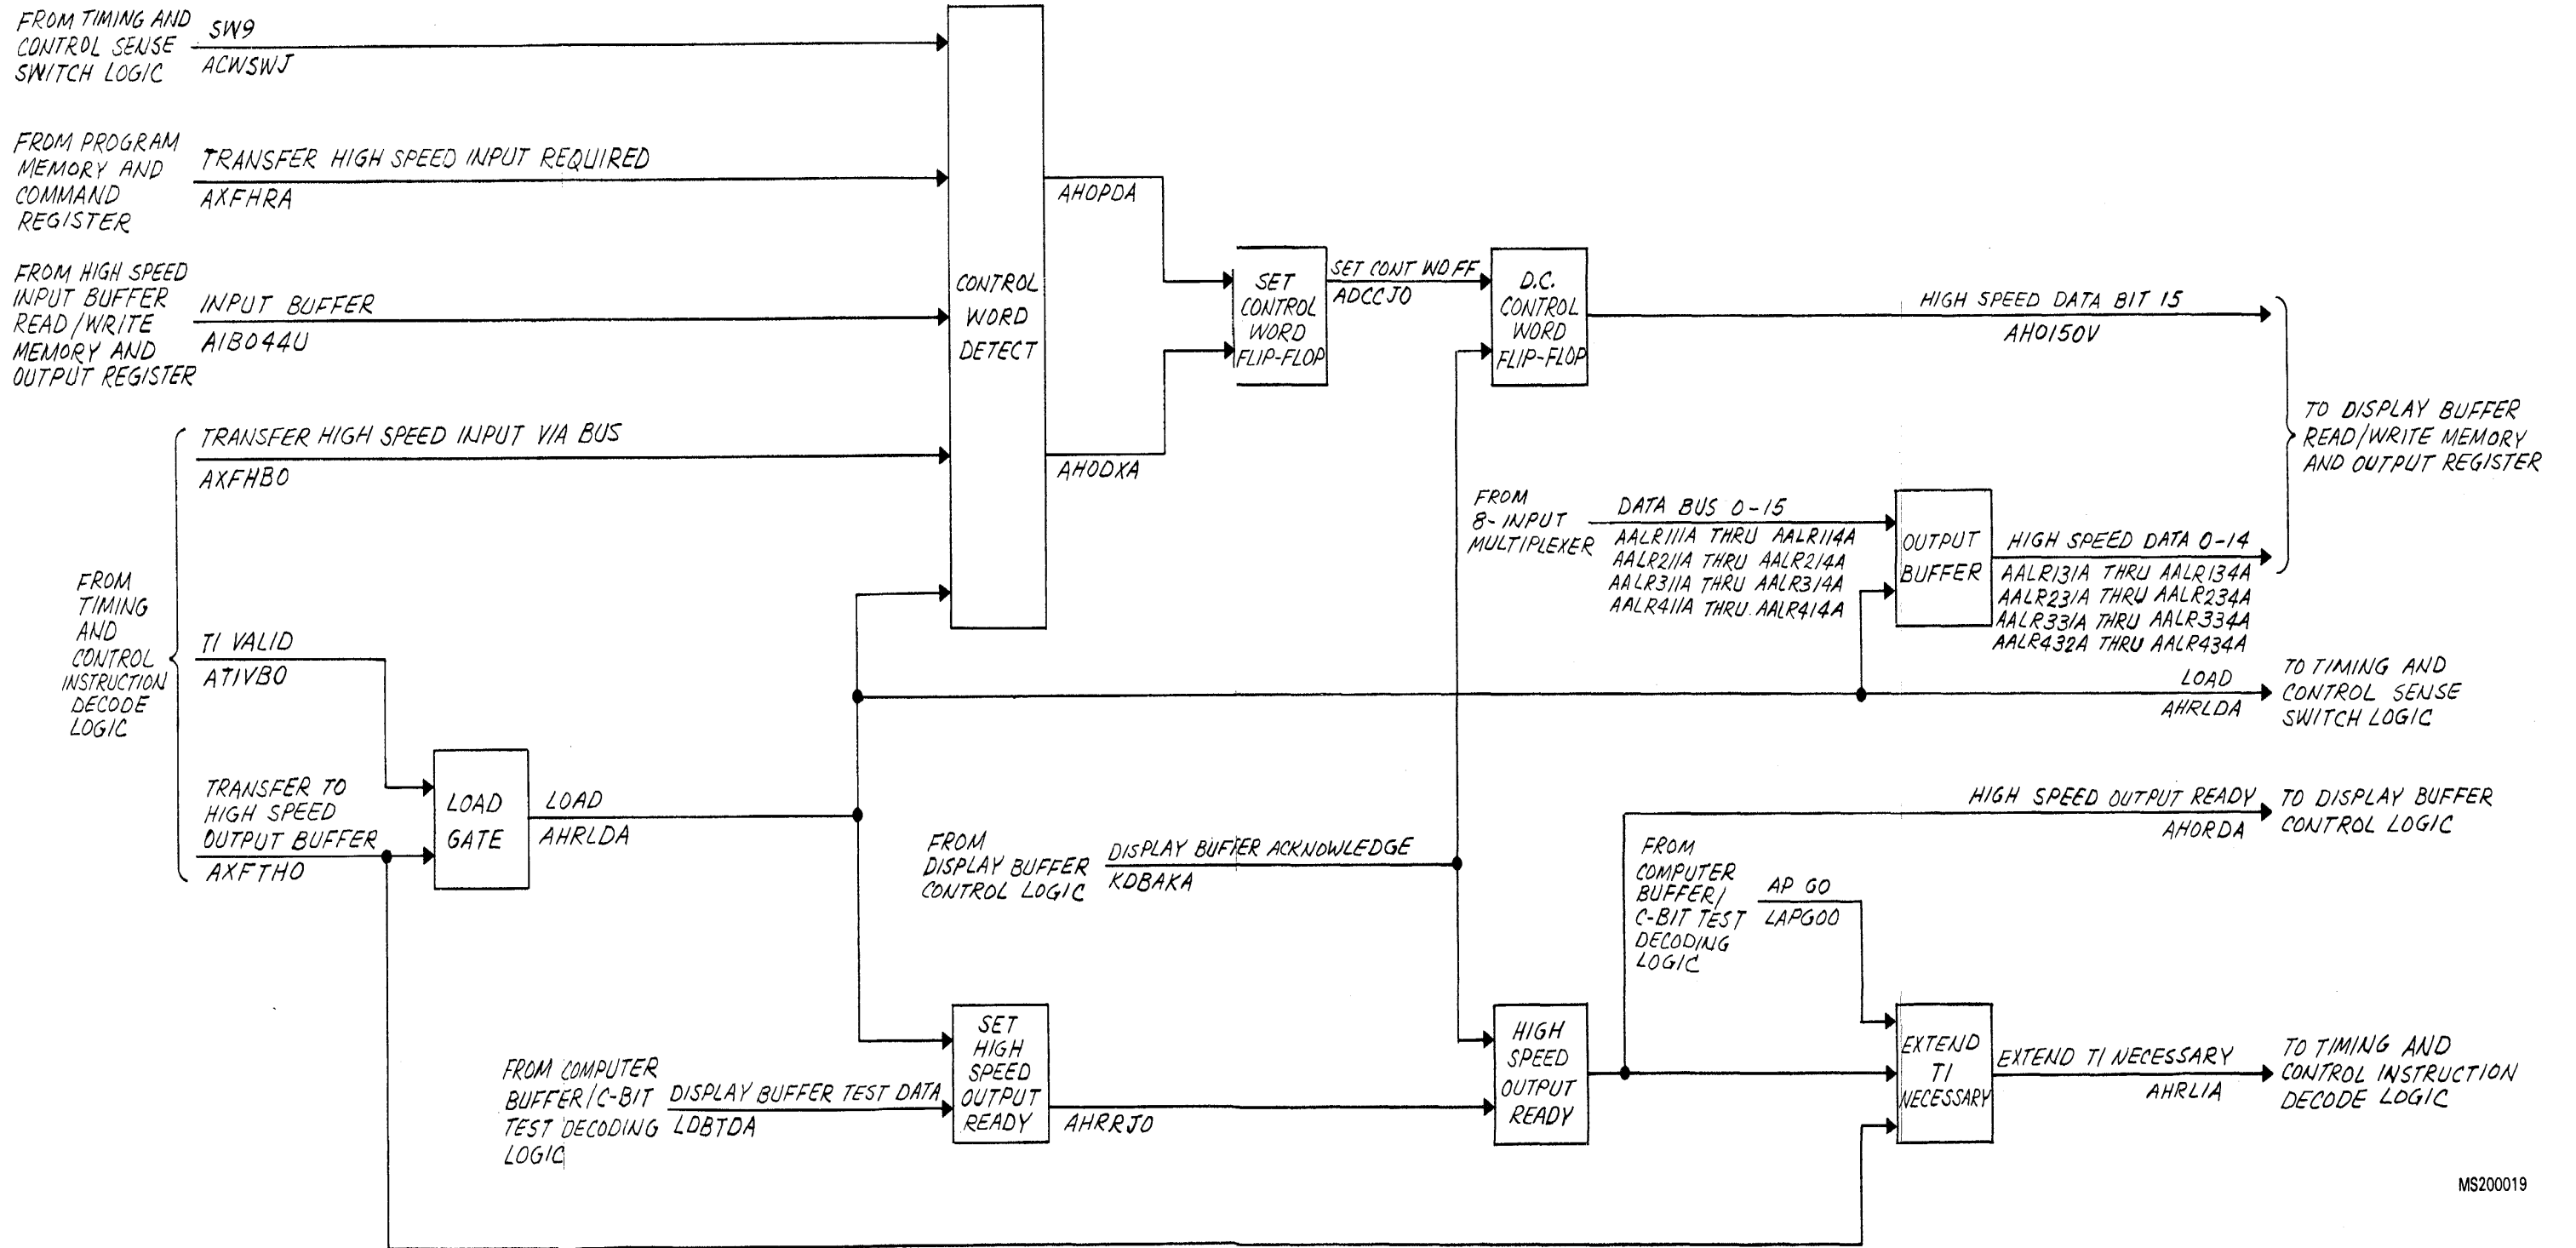 FROM TIMING AND
CONTROL SENSE
SWITCH LOGIC
SW9
ACWSWJ
FROM PROGRAM
MEMORY AND
COMMAND
REGISTER
TRANSFER HIGH SPEED INPUT REQUIRED
AXFHRA
FROM HIGH SPEED
INPUT BUFFER
READ/WRITE
MEMORY AND
OUTPUT REGISTER
INPUT BUFFER
AIB044U
FROM
TIMING
AND
CONTROL
INSTRUCTION
DECODE
LOGIC
TRANSFER HIGH SPEED INPUT VIA BUS
AXFHBO
TI VALID
ATIVBO
TRANSFER TO
HIGH SPEED
OUTPUT BUFFER
AXFTHO
LOAD
GATE
LOAD
AHRLDA
CONTROL
WORD
DETECT
AHOPDA
AHODXA
SET
CONTROL
WORD
FLIP-FLOP
SET CONT WD FF
ADCCJO
D.C.
CONTROL
WORD
FLIP-FLOP
HIGH SPEED DATA BIT 15
AHO150V
TO DISPLAY BUFFER
READ/WRITE MEMORY
AND OUTPUT REGISTER
FROM
8-INPUT
MULTIPLEXER
DATA BUS 0-15
AALR111A THRU AALR114A
AALR211A THRU AALR214A
AALR311A THRU AALR314A
AALR411A THRU AALR414A
OUTPUT
BUFFER
HIGH SPEED DATA 0-14
AALR131A THRU AALR134A
AALR231A THRU AALR234A
AALR331A THRU AALR334A
AALR432A THRU AALR434A
LOAD
AHRLDA
TO TIMING AND
CONTROL SENSE
SWITCH LOGIC
HIGH SPEED OUTPUT READY
AHORDA
TO DISPLAY BUFFER
CONTROL LOGIC
FROM
DISPLAY BUFFER
CONTROL LOGIC
DISPLAY BUFFER ACKNOWLEDGE
KDBAKA
FROM
COMPUTER
BUFFER/
C-BIT TEST
DECODING
LOGIC
AP GO
LAPGOO
FROM COMPUTER
BUFFER/C-BIT
TEST DECODING
LOGIC
DISPLAY BUFFER TEST DATA
LDBTDA
SET
HIGH
SPEED
OUTPUT
READY
AHRRJO
HIGH
SPEED
OUTPUT
READY
EXTEND
TI
NECESSARY
EXTEND TI NECESSARY
AHRLIA
TO TIMING AND
CONTROL INSTRUCTION
DECODE LOGIC
MS200019